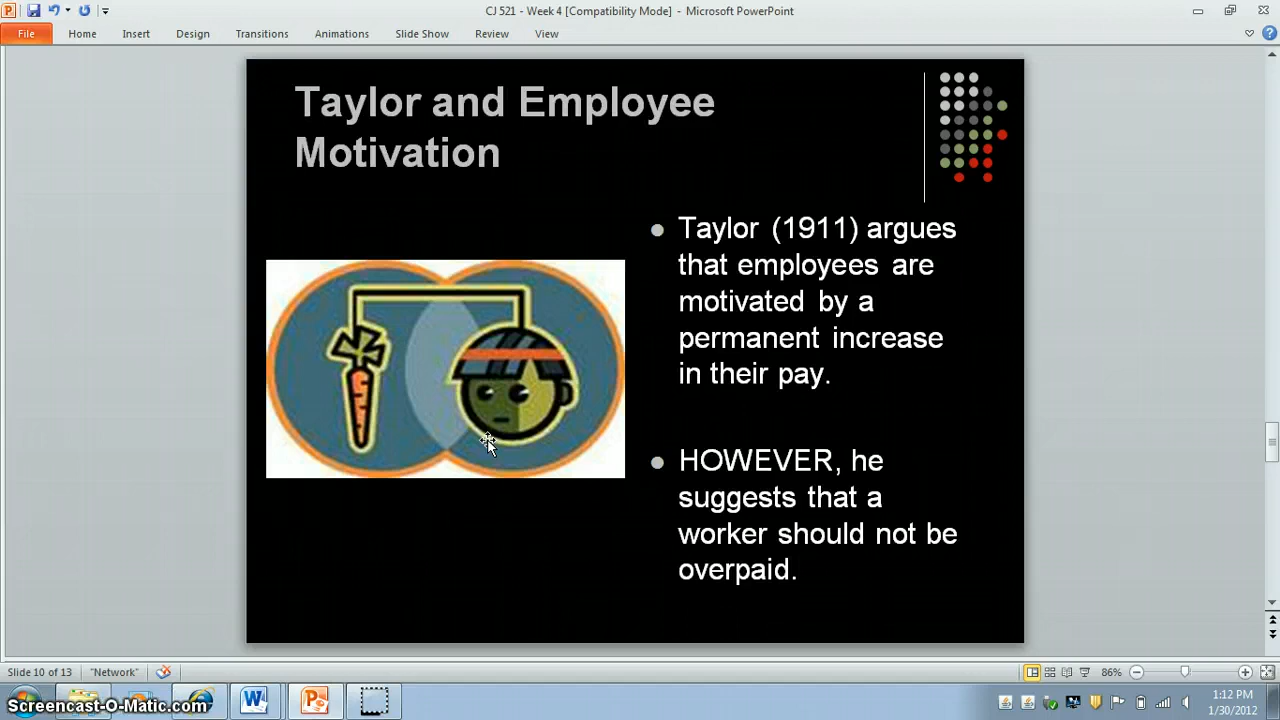 CJ 521 - Week 4 [Compatibility Mode] - Microsoft PowerPoint
File Home Insert Design Transitions Animations Slide Show Review View
Taylor and Employee
Motivation
Taylor (1911) argues
that employees are
motivated by a
permanent increase
in their pay.
HOWEVER, he
suggests that a
worker should not be
overpaid.
Slide 10 of 13 "Network" 86%
Screencast-O-Matic.com
1:12 PM
1/30/2012